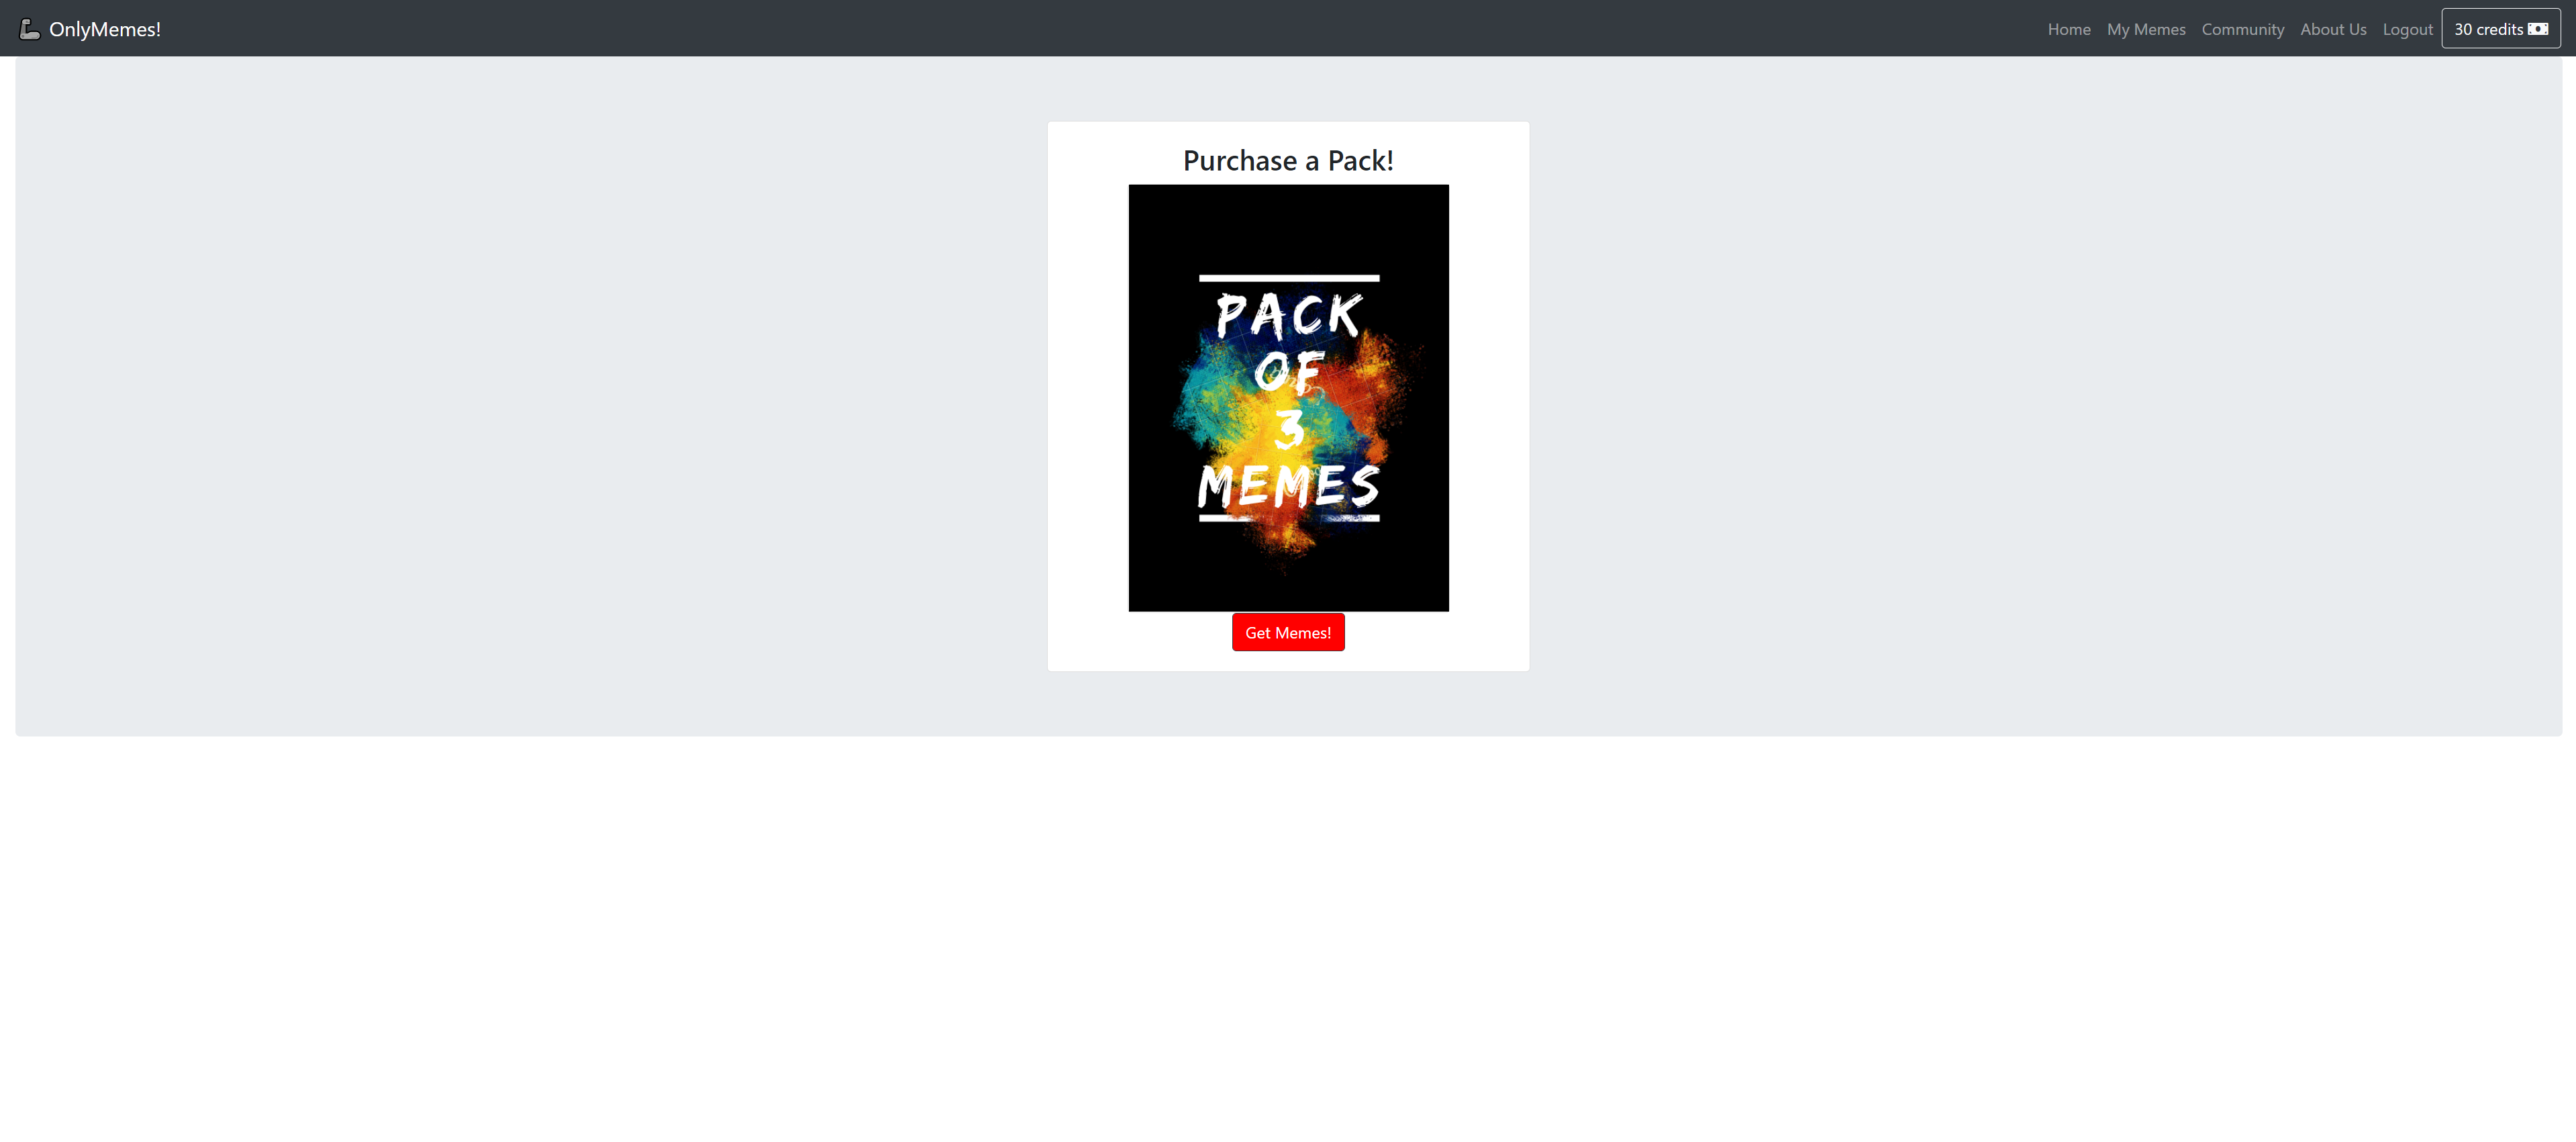 OnlyMemes!
Home My Memes Community About Us Logout 30 credits
Purchase a Pack!
PACK
OF
3
MEMES
Get Memes!